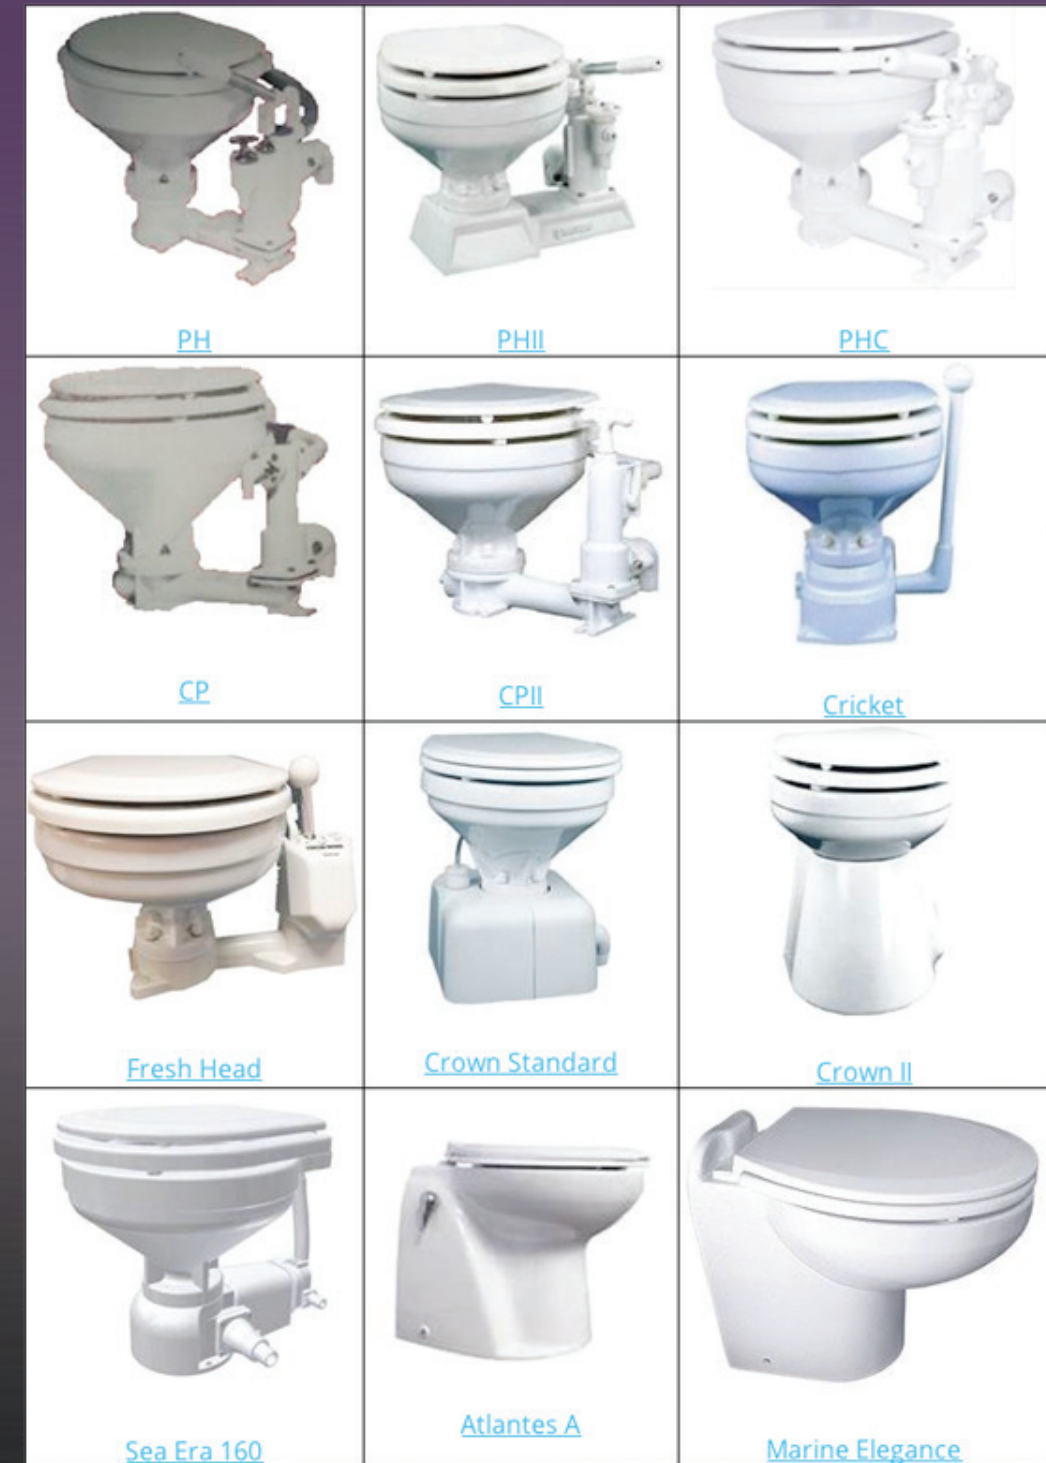 PH
PHII
PHC
CP
CPII
Cricket
Fresh Head
Crown Standard
Crown II
Sea Era 160
Atlantes A
Marine Elegance